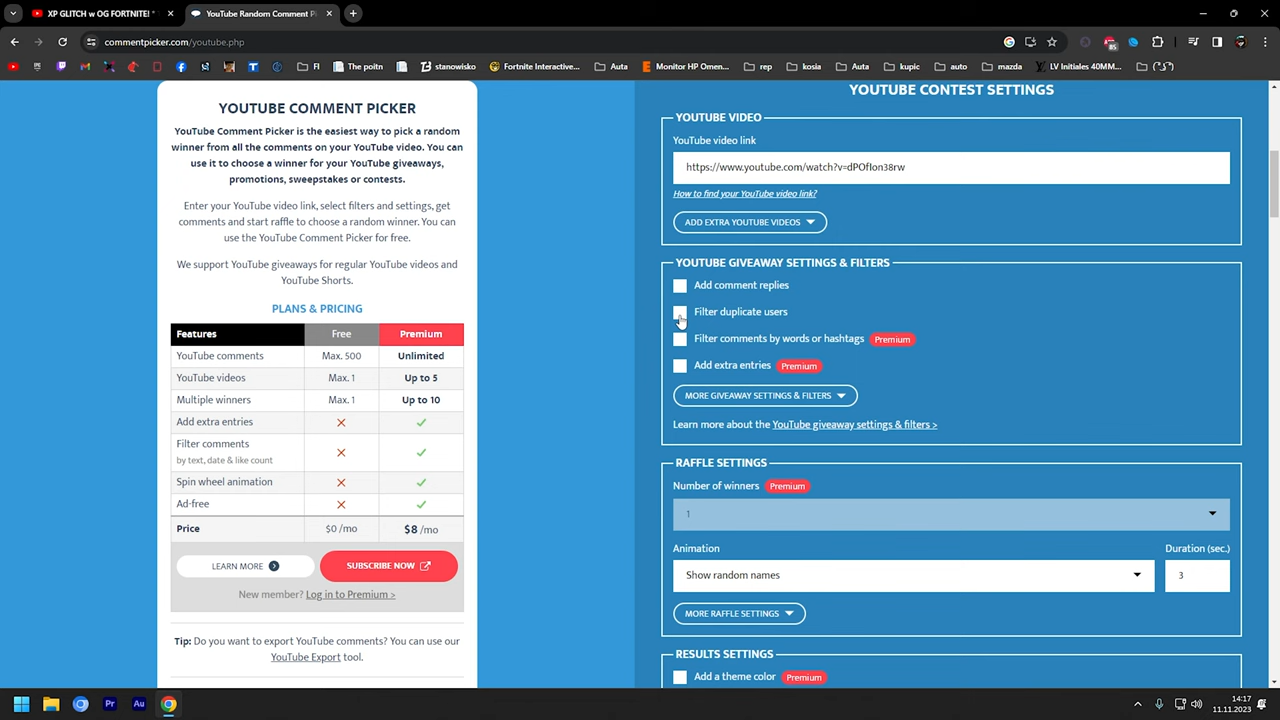 XP GLITCH w OG FORTNITE! "
YouTube Random Comment P
commentpicker.com/youtube.php
FI
The poitn
stanowisko
Fortnite Interactive...
Auta
Monitor HP Omen...
rep
kosia
Auta
kupic
auto
mazda
LV Initiales 40MM...
YOUTUBE COMMENT PICKER
YouTube Comment Picker is the easiest way to pick a random
winner from all the comments on your YouTube video. You can
use it to choose a winner for your YouTube giveaways,
promotions, sweepstakes or contests.
Enter your YouTube video link, select filters and settings, get
comments and start raffle to choose a random winner. You can
use the YouTube Comment Picker for free.
We support YouTube giveaways for regular YouTube videos and
YouTube Shorts.
PLANS & PRICING
Features Free Premium
YouTube comments Max. 500 Unlimited
YouTube videos Max. 1 Up to 5
Multiple winners Max. 1 Up to 10
Add extra entries
Filter comments
by text, date & like count
Spin wheel animation
Ad-free
Price $0 /mo $8 /mo
LEARN MORE
SUBSCRIBE NOW
New member? Log in to Premium >
Tip: Do you want to export YouTube comments? You can use our
YouTube Export tool.
YOUTUBE CONTEST SETTINGS
YOUTUBE VIDEO
YouTube video link
https://www.youtube.com/watch?v=dPOfIon38rw
How to find your YouTube video link?
ADD EXTRA YOUTUBE VIDEOS
YOUTUBE GIVEAWAY SETTINGS & FILTERS
Add comment replies
Filter duplicate users
Filter comments by words or hashtags Premium
Add extra entries Premium
MORE GIVEAWAY SETTINGS & FILTERS
Learn more about the YouTube giveaway settings & filters >
RAFFLE SETTINGS
Number of winners Premium
1
Animation Duration (sec.)
Show random names 3
MORE RAFFLE SETTINGS
RESULTS SETTINGS
Add a theme color Premium
14:17
11.11.2023